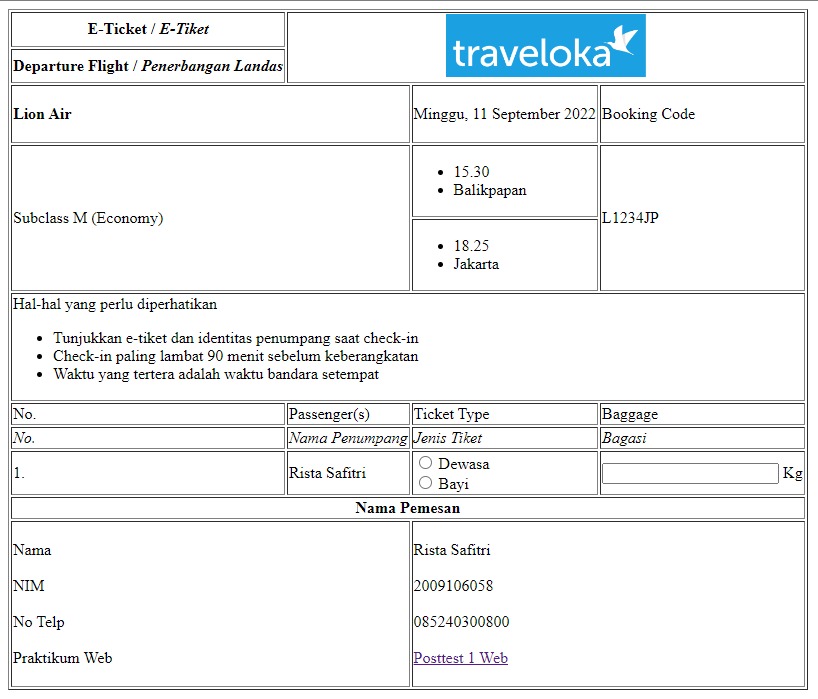 E-Ticket / E-Tiket
traveloka
Departure Flight / Penerbangan Landas
Lion Air
Minggu, 11 September 2022
Booking Code
Subclass M (Economy)
15.30
Balikpapan
18.25
Jakarta
L1234JP
Hal-hal yang perlu diperhatikan
Tunjukkan e-tiket dan identitas penumpang saat check-in
Check-in paling lambat 90 menit sebelum keberangkatan
Waktu yang tertera adalah waktu bandara setempat
No. Passenger(s) Ticket Type Baggage
No. Nama Penumpang Jenis Tiket Bagasi
1. Rista Safitri
Dewasa
Bayi
Kg
Nama Pemesan
Nama Rista Safitri
NIM 2009106058
No Telp 085240300800
Praktikum Web Posttest 1 Web